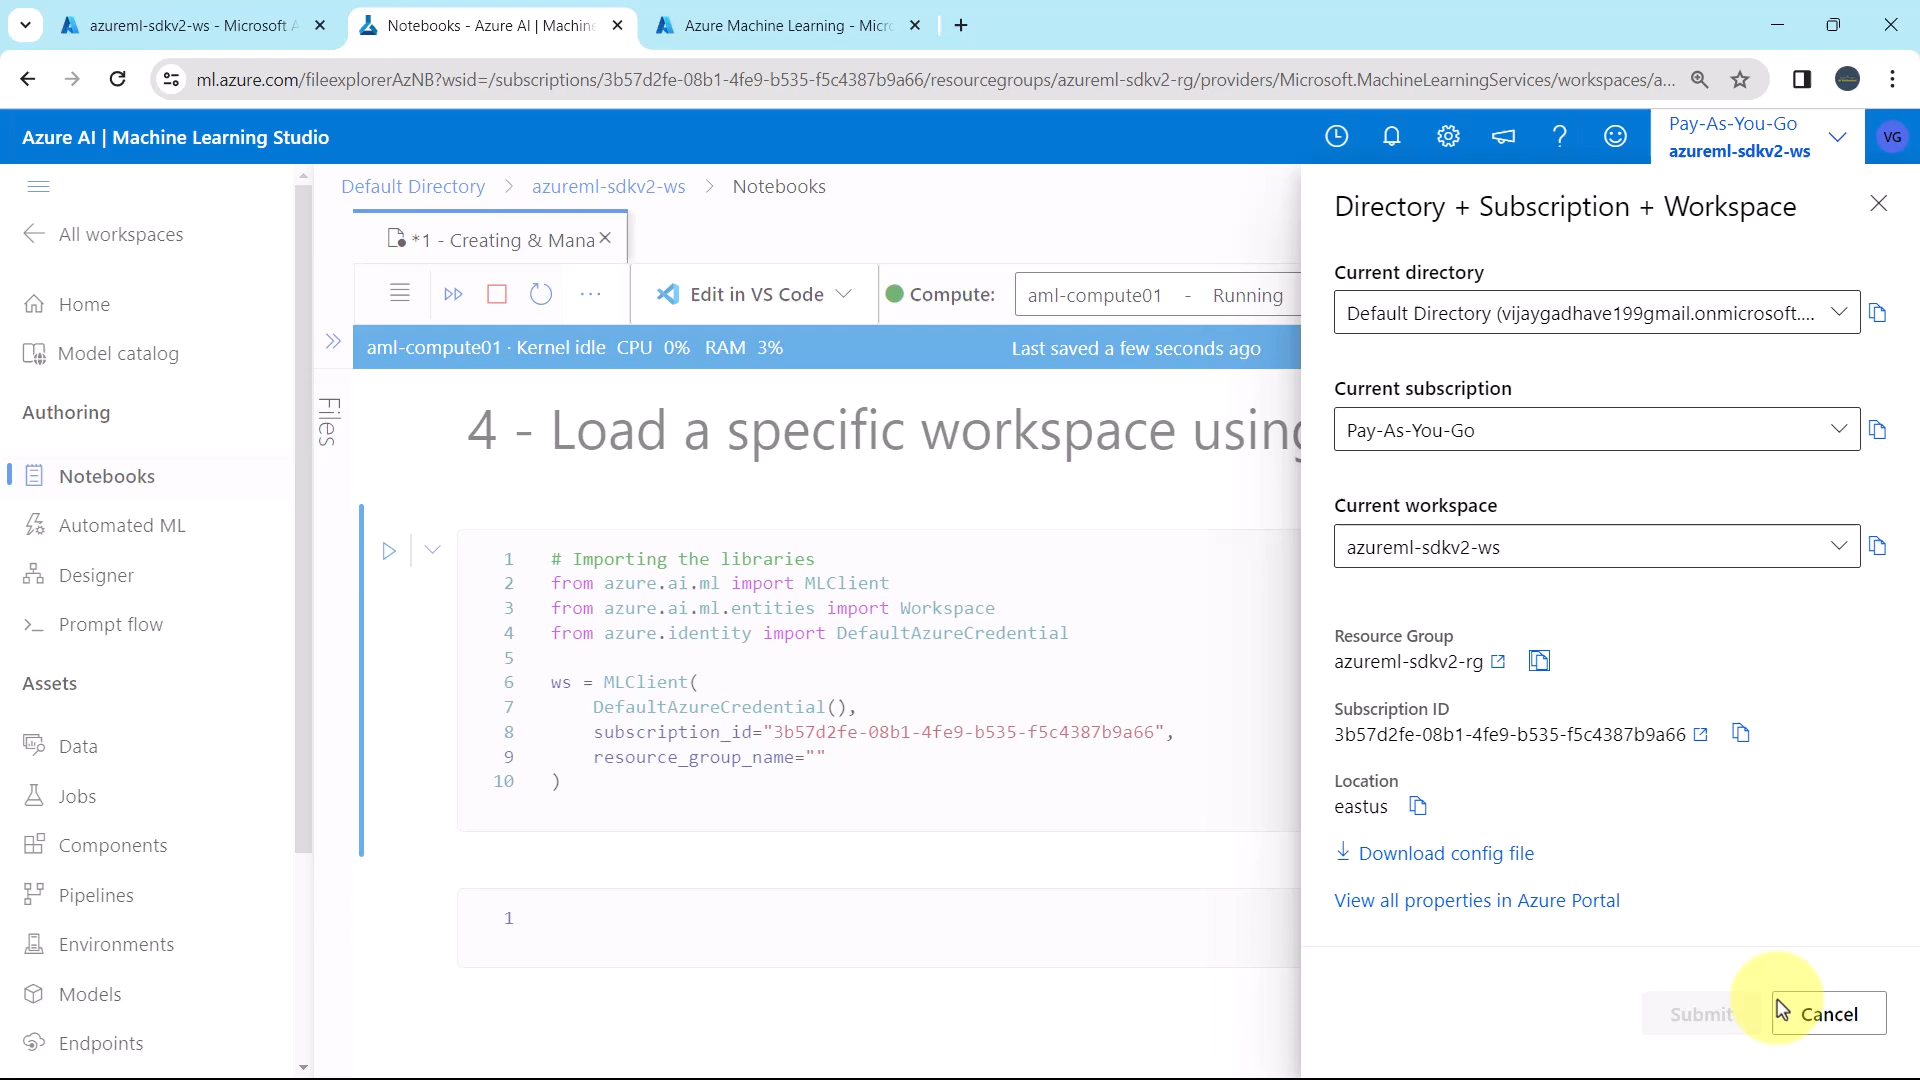 azureml-sdkv2-ws - Microsoft A
Notebooks - Azure AI | Machine
Azure Machine Learning - Micro
ml.azure.com/fileexplorerAzNB?wsid=/subscriptions/3b57d2fe-08b1-4fe9-b535-f5c4387b9a66/resourcegroups/azureml-sdkv2-rg/providers/Microsoft.MachineLearningServices/workspaces/a...
Azure AI | Machine Learning Studio
Pay-As-You-Go
azureml-sdkv2-ws
VG
All workspaces
Home
Model catalog
Authoring
Notebooks
Automated ML
Designer
Prompt flow
Assets
Data
Jobs
Components
Pipelines
Environments
Models
Endpoints
Default Directory > azureml-sdkv2-ws > Notebooks
*1 - Creating & Mana
Edit in VS Code
Compute:
aml-compute01 - Running
aml-compute01 · Kernel idle CPU 0% RAM 3%
Last saved a few seconds ago
Files
4 - Load a specific workspace using
1 # Importing the libraries
2 from azure.ai.ml import MLClient
3 from azure.ai.ml.entities import Workspace
4 from azure.identity import DefaultAzureCredential
5
6 ws = MLClient(
7 DefaultAzureCredential(),
8 subscription_id="3b57d2fe-08b1-4fe9-b535-f5c4387b9a66",
9 resource_group_name=""
10 )
1
Directory + Subscription + Workspace
Current directory
Default Directory (vijaygadhave199gmail.onmicrosoft....
Current subscription
Pay-As-You-Go
Current workspace
azureml-sdkv2-ws
Resource Group
azureml-sdkv2-rg
Subscription ID
3b57d2fe-08b1-4fe9-b535-f5c4387b9a66
Location
eastus
Download config file
View all properties in Azure Portal
Submit
Cancel